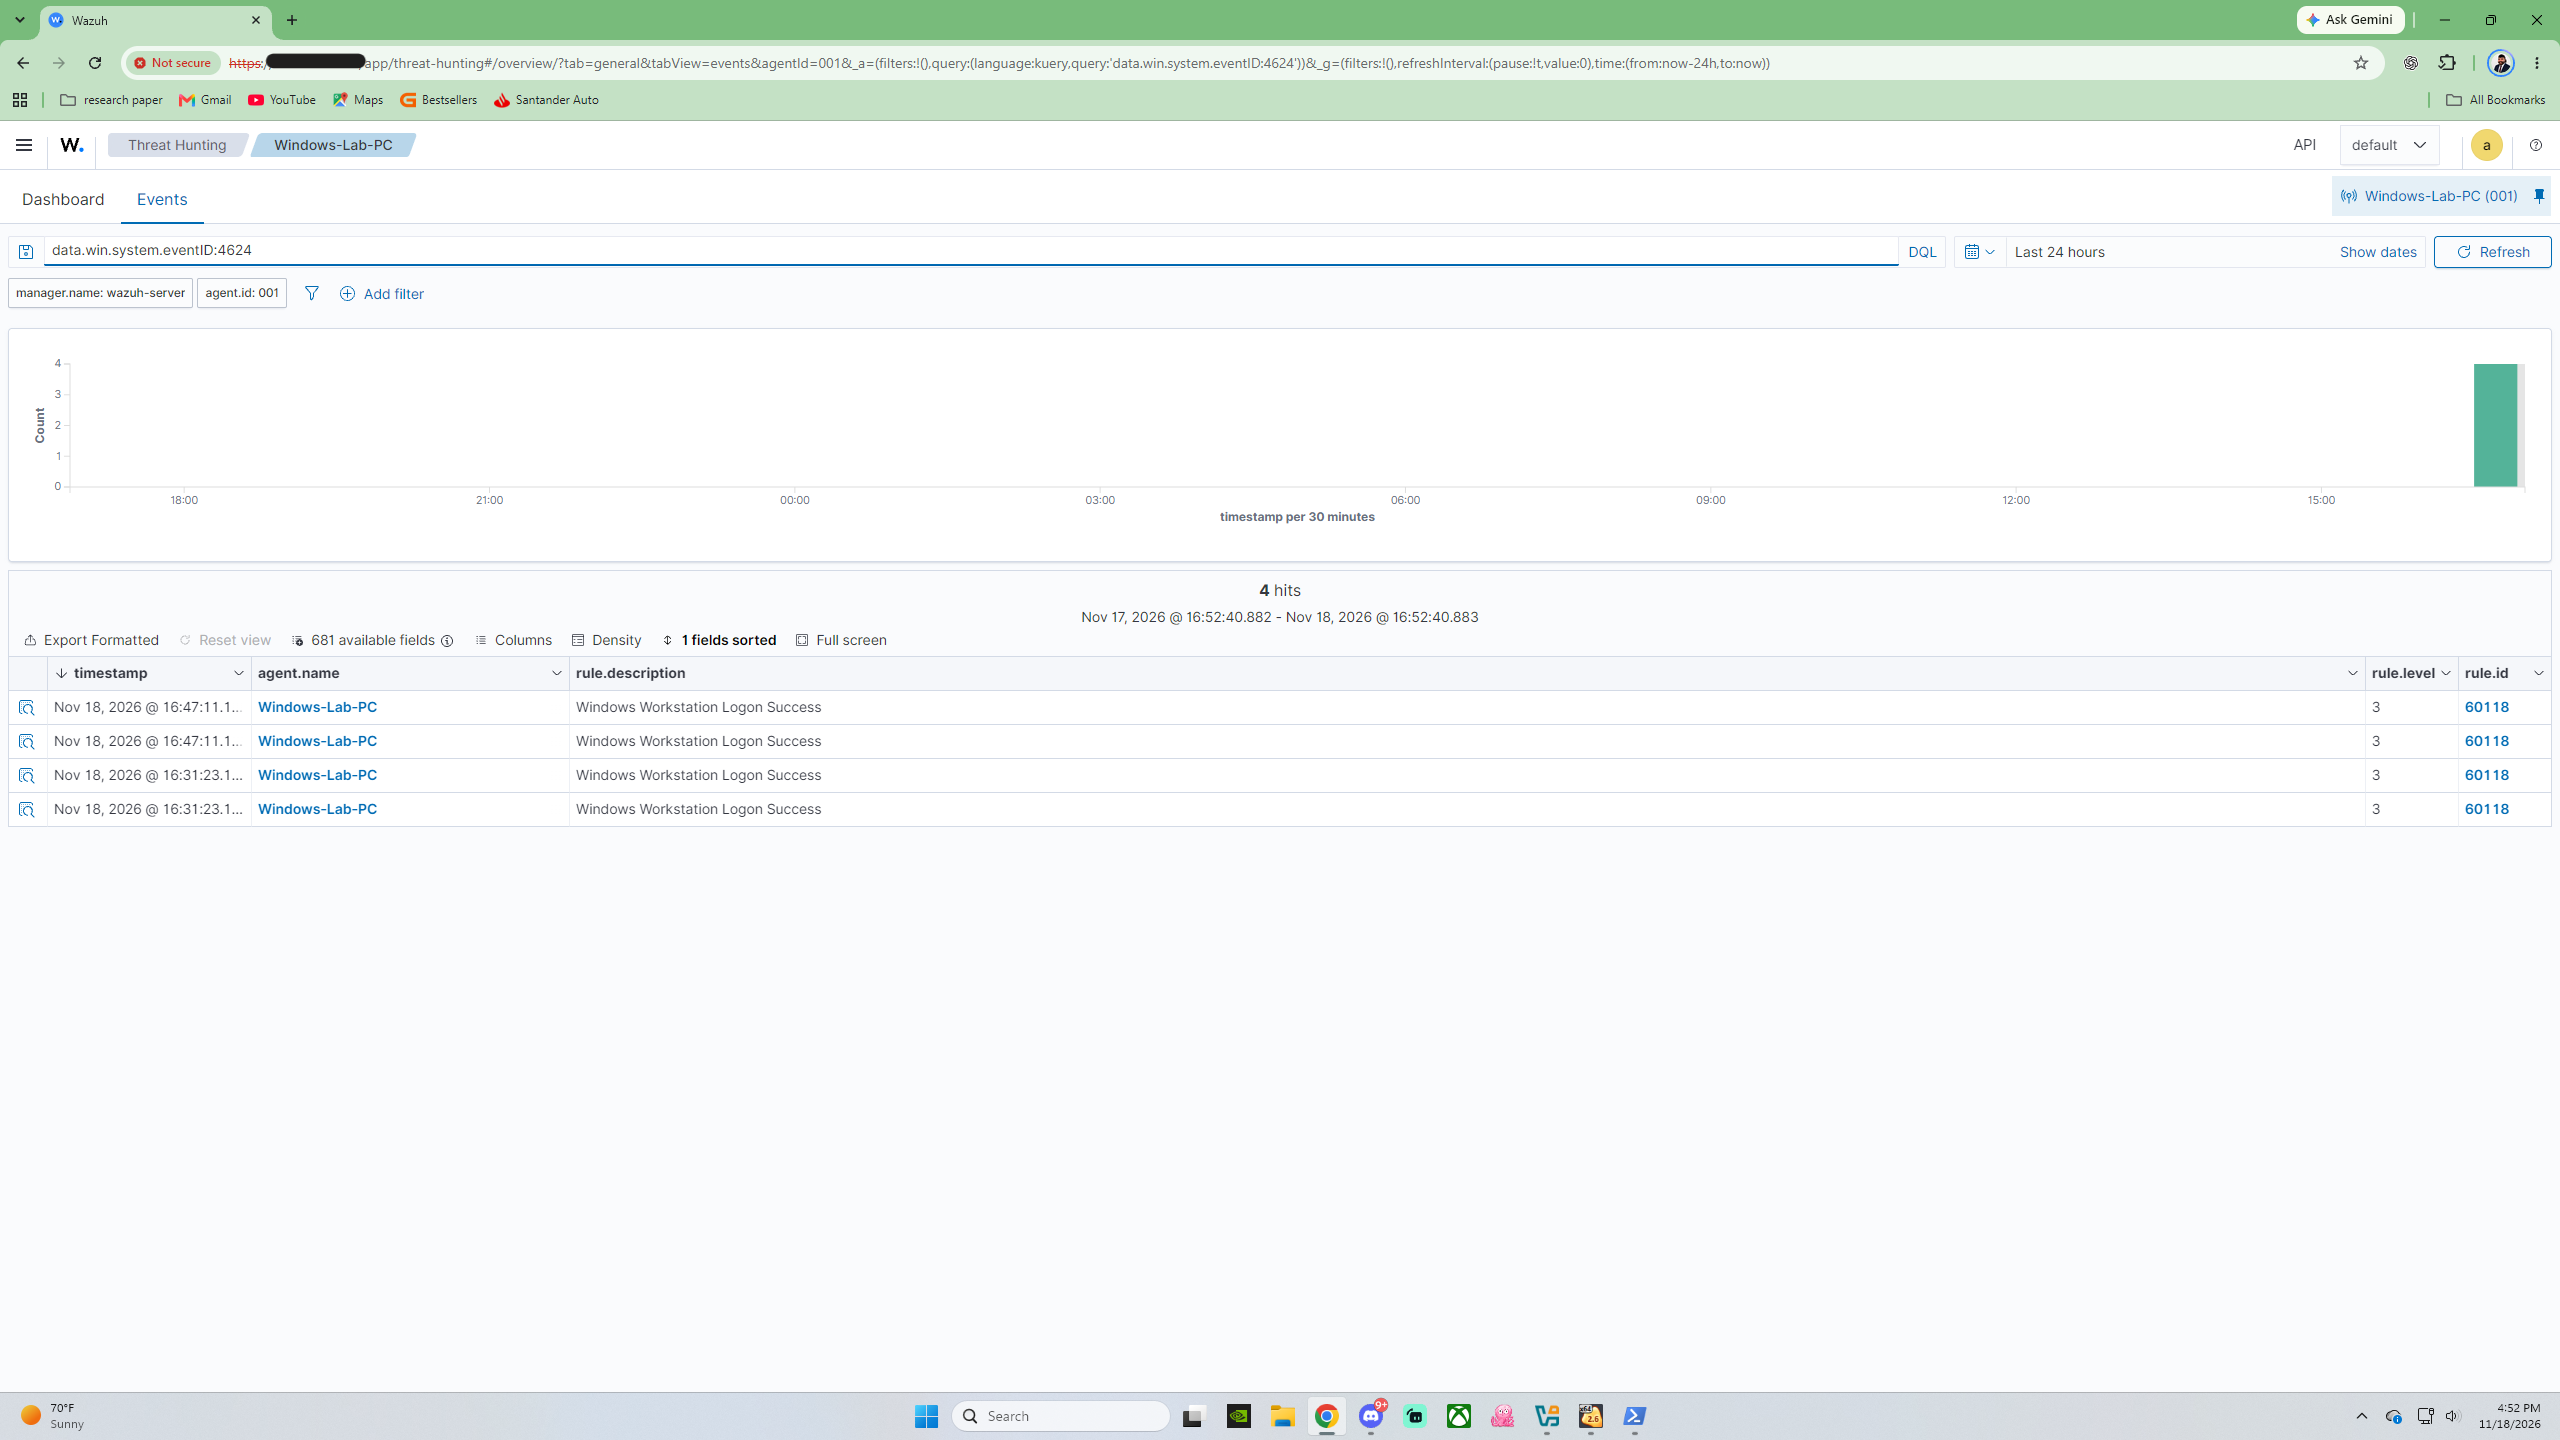 Wazuh
Ask Gemini
Not secure https:/ app/threat-hunting#/overview/?tab=general&tabView=events&agentId=001&_a=(filters:!(),query:(language:kuery,query:'data.win.system.eventID:4624'))&_g=(filters:!(),refreshInterval:(pause:!t,value:0),time:(from:now-24h,to:now))
research paper Gmail YouTube Maps Bestsellers Santander Auto All Bookmarks
W. Threat Hunting Windows-Lab-PC API default a
Dashboard Events Windows-Lab-PC (001)
data.win.system.eventID:4624 DQL Last 24 hours Show dates Refresh
manager.name: wazuh-server agent.id: 001 Add filter
Count
4
3
2
1
0
18:00 21:00 00:00 03:00 06:00 09:00 12:00 15:00
timestamp per 30 minutes
4 hits
Nov 17, 2026 @ 16:52:40.882 - Nov 18, 2026 @ 16:52:40.883
Export Formatted Reset view 681 available fields Columns Density 1 fields sorted Full screen
timestamp agent.name rule.description rule.level rule.id
Nov 18, 2026 @ 16:47:11.1... Windows-Lab-PC Windows Workstation Logon Success 3 60118
Nov 18, 2026 @ 16:47:11.1... Windows-Lab-PC Windows Workstation Logon Success 3 60118
Nov 18, 2026 @ 16:31:23.1... Windows-Lab-PC Windows Workstation Logon Success 3 60118
Nov 18, 2026 @ 16:31:23.1... Windows-Lab-PC Windows Workstation Logon Success 3 60118
70°F
Sunny
Search
9+
x64
2.6
4:52 PM
11/18/2026